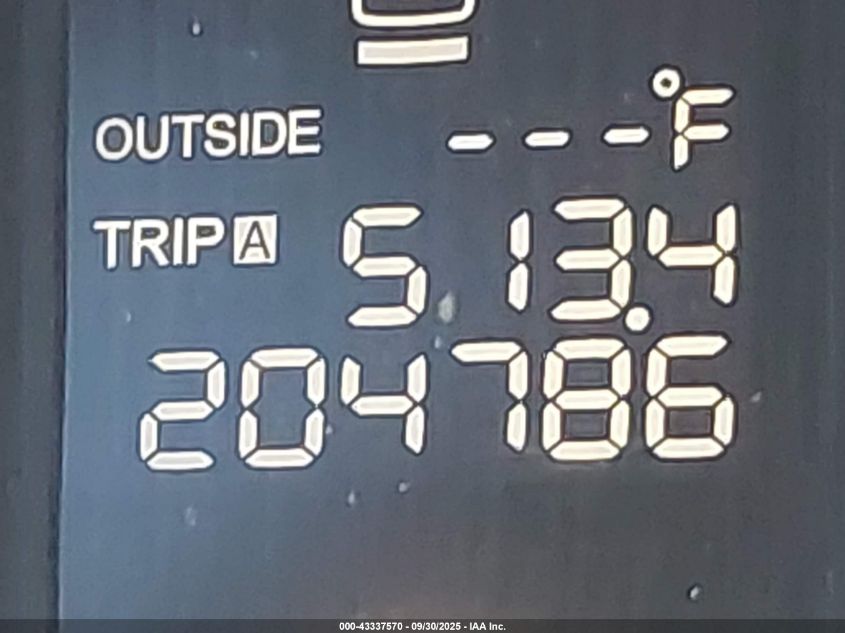 OUTSIDE ---°F
TRIP A 513.4
204786
000-43337570 - 09/30/2025 - IAA Inc.